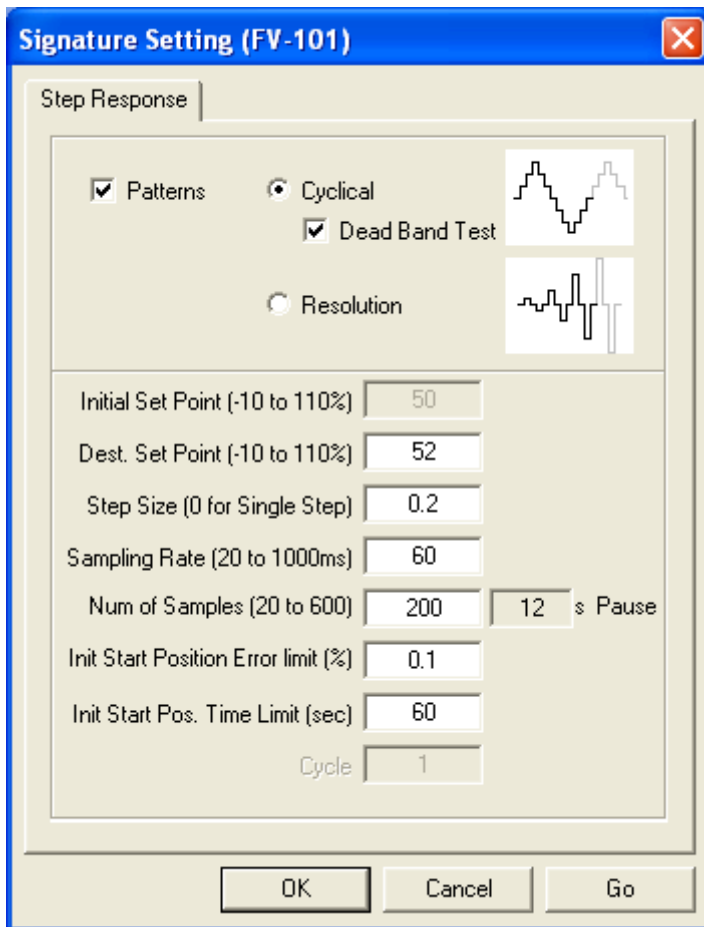 Signature Setting (FV-101)
Step Response
Patterns
Cyclical
Dead Band Test
Resolution
Initial Set Point (-10 to 110%) 50
Dest. Set Point (-10 to 110%) 52
Step Size (0 for Single Step) 0.2
Sampling Rate (20 to 1000ms) 60
Num of Samples (20 to 600) 200 12 s Pause
Init Start Position Error limit (%) 0.1
Init Start Pos. Time Limit (sec) 60
Cycle 1
OK Cancel Go